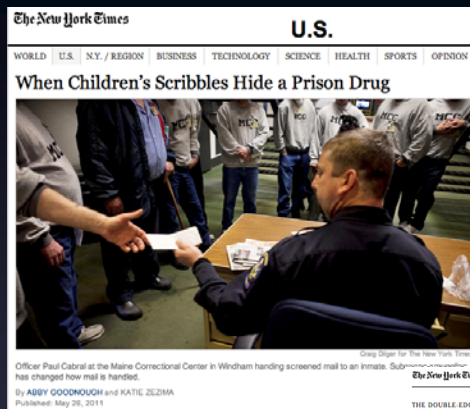 The New York Times
U.S.
WORLD U.S. N.Y. / REGION BUSINESS TECHNOLOGY SCIENCE HEALTH SPORTS OPINION
When Children's Scribbles Hide a Prison Drug
MCC MCC MCC
Craig Dilger for The New York Times
Officer Paul Cabral at the Maine Correctional Center in Windham handing screened mail to an inmate.
has changed how mail is handled.
By ABBY GOODNOUGH and KATIE ZEZIMA
Published: May 26, 2011
The New York
THE DOUBLE-EDG